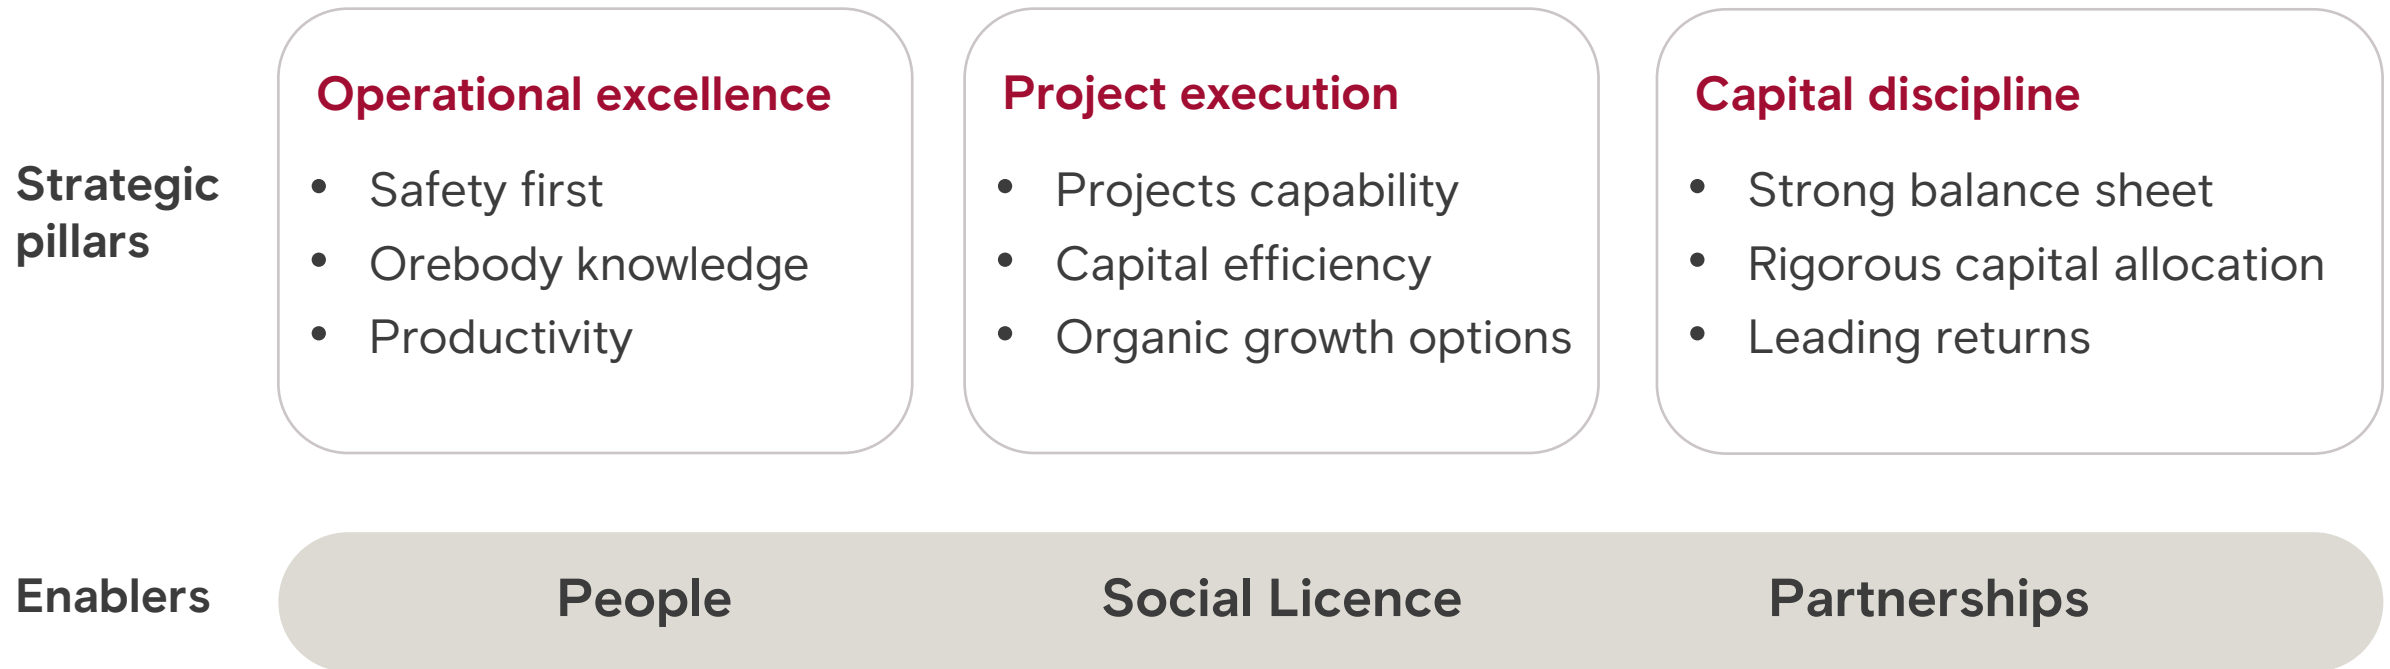 Strategic
pillars
Operational excellence
• Safety first
• Orebody knowledge
• Productivity
Project execution
• Projects capability
• Capital efficiency
• Organic growth options
Capital discipline
• Strong balance sheet
• Rigorous capital allocation
• Leading returns
Enablers
People
Social Licence
Partnerships